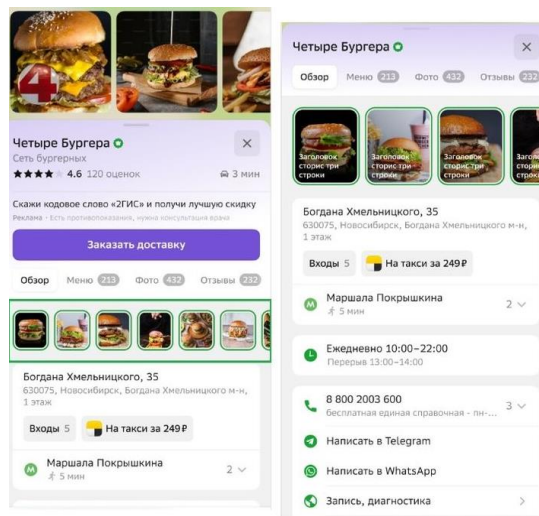 4
Четыре Бургера
Сеть бургерных
4.6 120 оценок
3 мин
Скажи кодовое слово «2ГИС» и получи лучшую скидку
Реклама • Есть противопоказания, нужна консультация врача
Заказать доставку
Обзор Меню 213 Фото 432 Отзывы 232
Богдана Хмельницкого, 35
630075, Новосибирск, Богдана Хмельницкого м-н,
1 этаж
Входы 5 На такси за 249 ₽
М Маршала Покрышкина 2
5 мин
Четыре Бургера
Обзор Меню 213 Фото 432 Отзывы 232
Заголовок
сторис три
строки
Заголовок
сторис три
строки
Заголовок
сторис три
строки
Богдана Хмельницкого, 35
630075, Новосибирск, Богдана Хмельницкого м-н,
1 этаж
Входы 5 На такси за 249 ₽
М Маршала Покрышкина 2
5 мин
Ежедневно 10:00–22:00
Перерыв 13:00–14:00
8 800 2003 600 3
бесплатная единая справочная - пн-...
Написать в Telegram
Написать в WhatsApp
Запись, диагностика